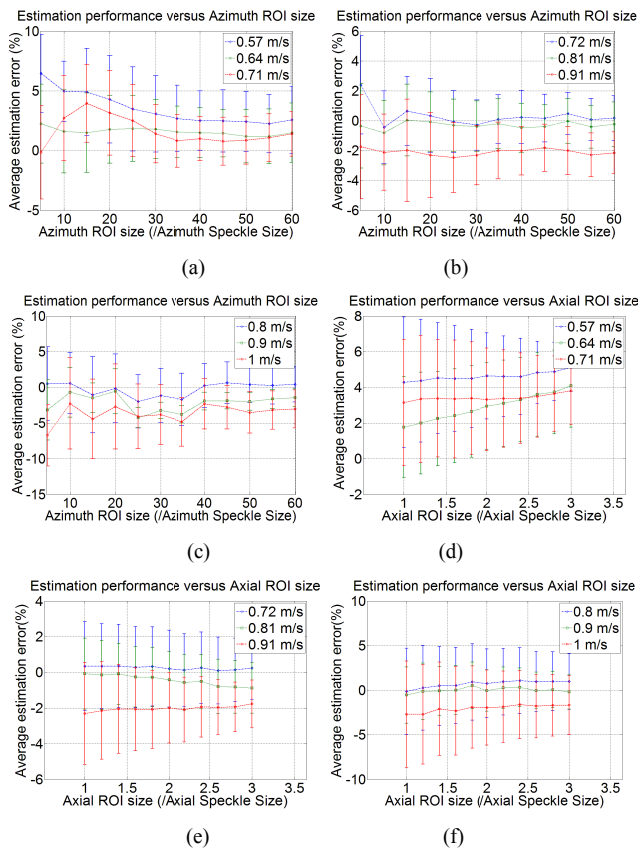 Estimation performance versus Azimuth ROI size
Average estimation error (%)
10
5
0
-5
10 20 30 40 50 60
0.57 m/s
0.64 m/s
0.71 m/s
Azimuth ROI size (/Azimuth Speckle Size)
(a)
Estimation performance versus Azimuth ROI size
Average estimation error (%)
6
4
2
0
-2
-4
-6
10 20 30 40 50 60
0.72 m/s
0.81 m/s
0.91 m/s
Azimuth ROI size (/Azimuth Speckle Size)
(b)
Estimation performance versus Azimuth ROI size
Average estimation error (%)
10
5
0
-5
-10
-15
10 20 30 40 50 60
0.8 m/s
0.9 m/s
1 m/s
Azimuth ROI size (/Azimuth Speckle Size)
(c)
Estimation performance versus Axial ROI size
Average estimation error(%)
8
6
4
2
0
-2
1 1.5 2 2.5 3 3.5
0.57 m/s
0.64 m/s
0.71 m/s
Axial ROI size (/Axial Speckle Size)
(d)
Estimation performance versus Axial ROI size
Average estimation error(%)
4
2
0
-2
-4
-6
1 1.5 2 2.5 3 3.5
0.72 m/s
0.81 m/s
0.91 m/s
Axial ROI size (/Axial Speckle Size)
(e)
Estimation performance versus Axial ROI size
Average estimation error(%)
10
5
0
-5
-10
1 1.5 2 2.5 3 3.5
0.8 m/s
0.9 m/s
1 m/s
Axial ROI size (/Axial Speckle Size)
(f)